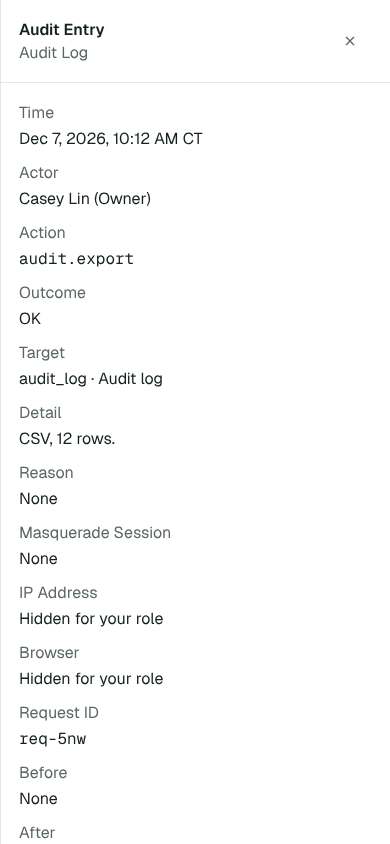 Audit Entry
Audit Log
×
Time
Dec 7, 2026, 10:12 AM CT
Actor
Casey Lin (Owner)
Action
audit.export
Outcome
OK
Target
audit_log · Audit log
Detail
CSV, 12 rows.
Reason
None
Masquerade Session
None
IP Address
Hidden for your role
Browser
Hidden for your role
Request ID
req-5nw
Before
None
After